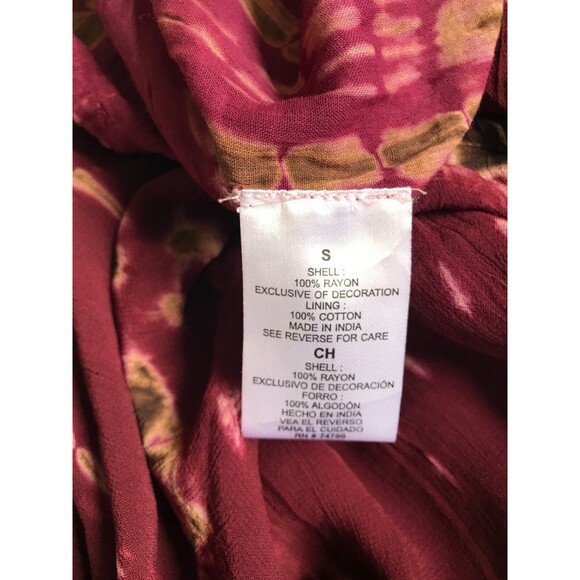 S
SHELL :
100% RAYON
EXCLUSIVE OF DECORATION
LINING :
100% COTTON
MADE IN INDIA
SEE REVERSE FOR CARE
CH
SHELL :
100% RAYON
EXCLUSIVO DE DECORACIÓN
FORRO :
100% ALGODÓN
HECHO EN INDIA
VEA EL REVERSO
PARA EL CUIDADO
RN #